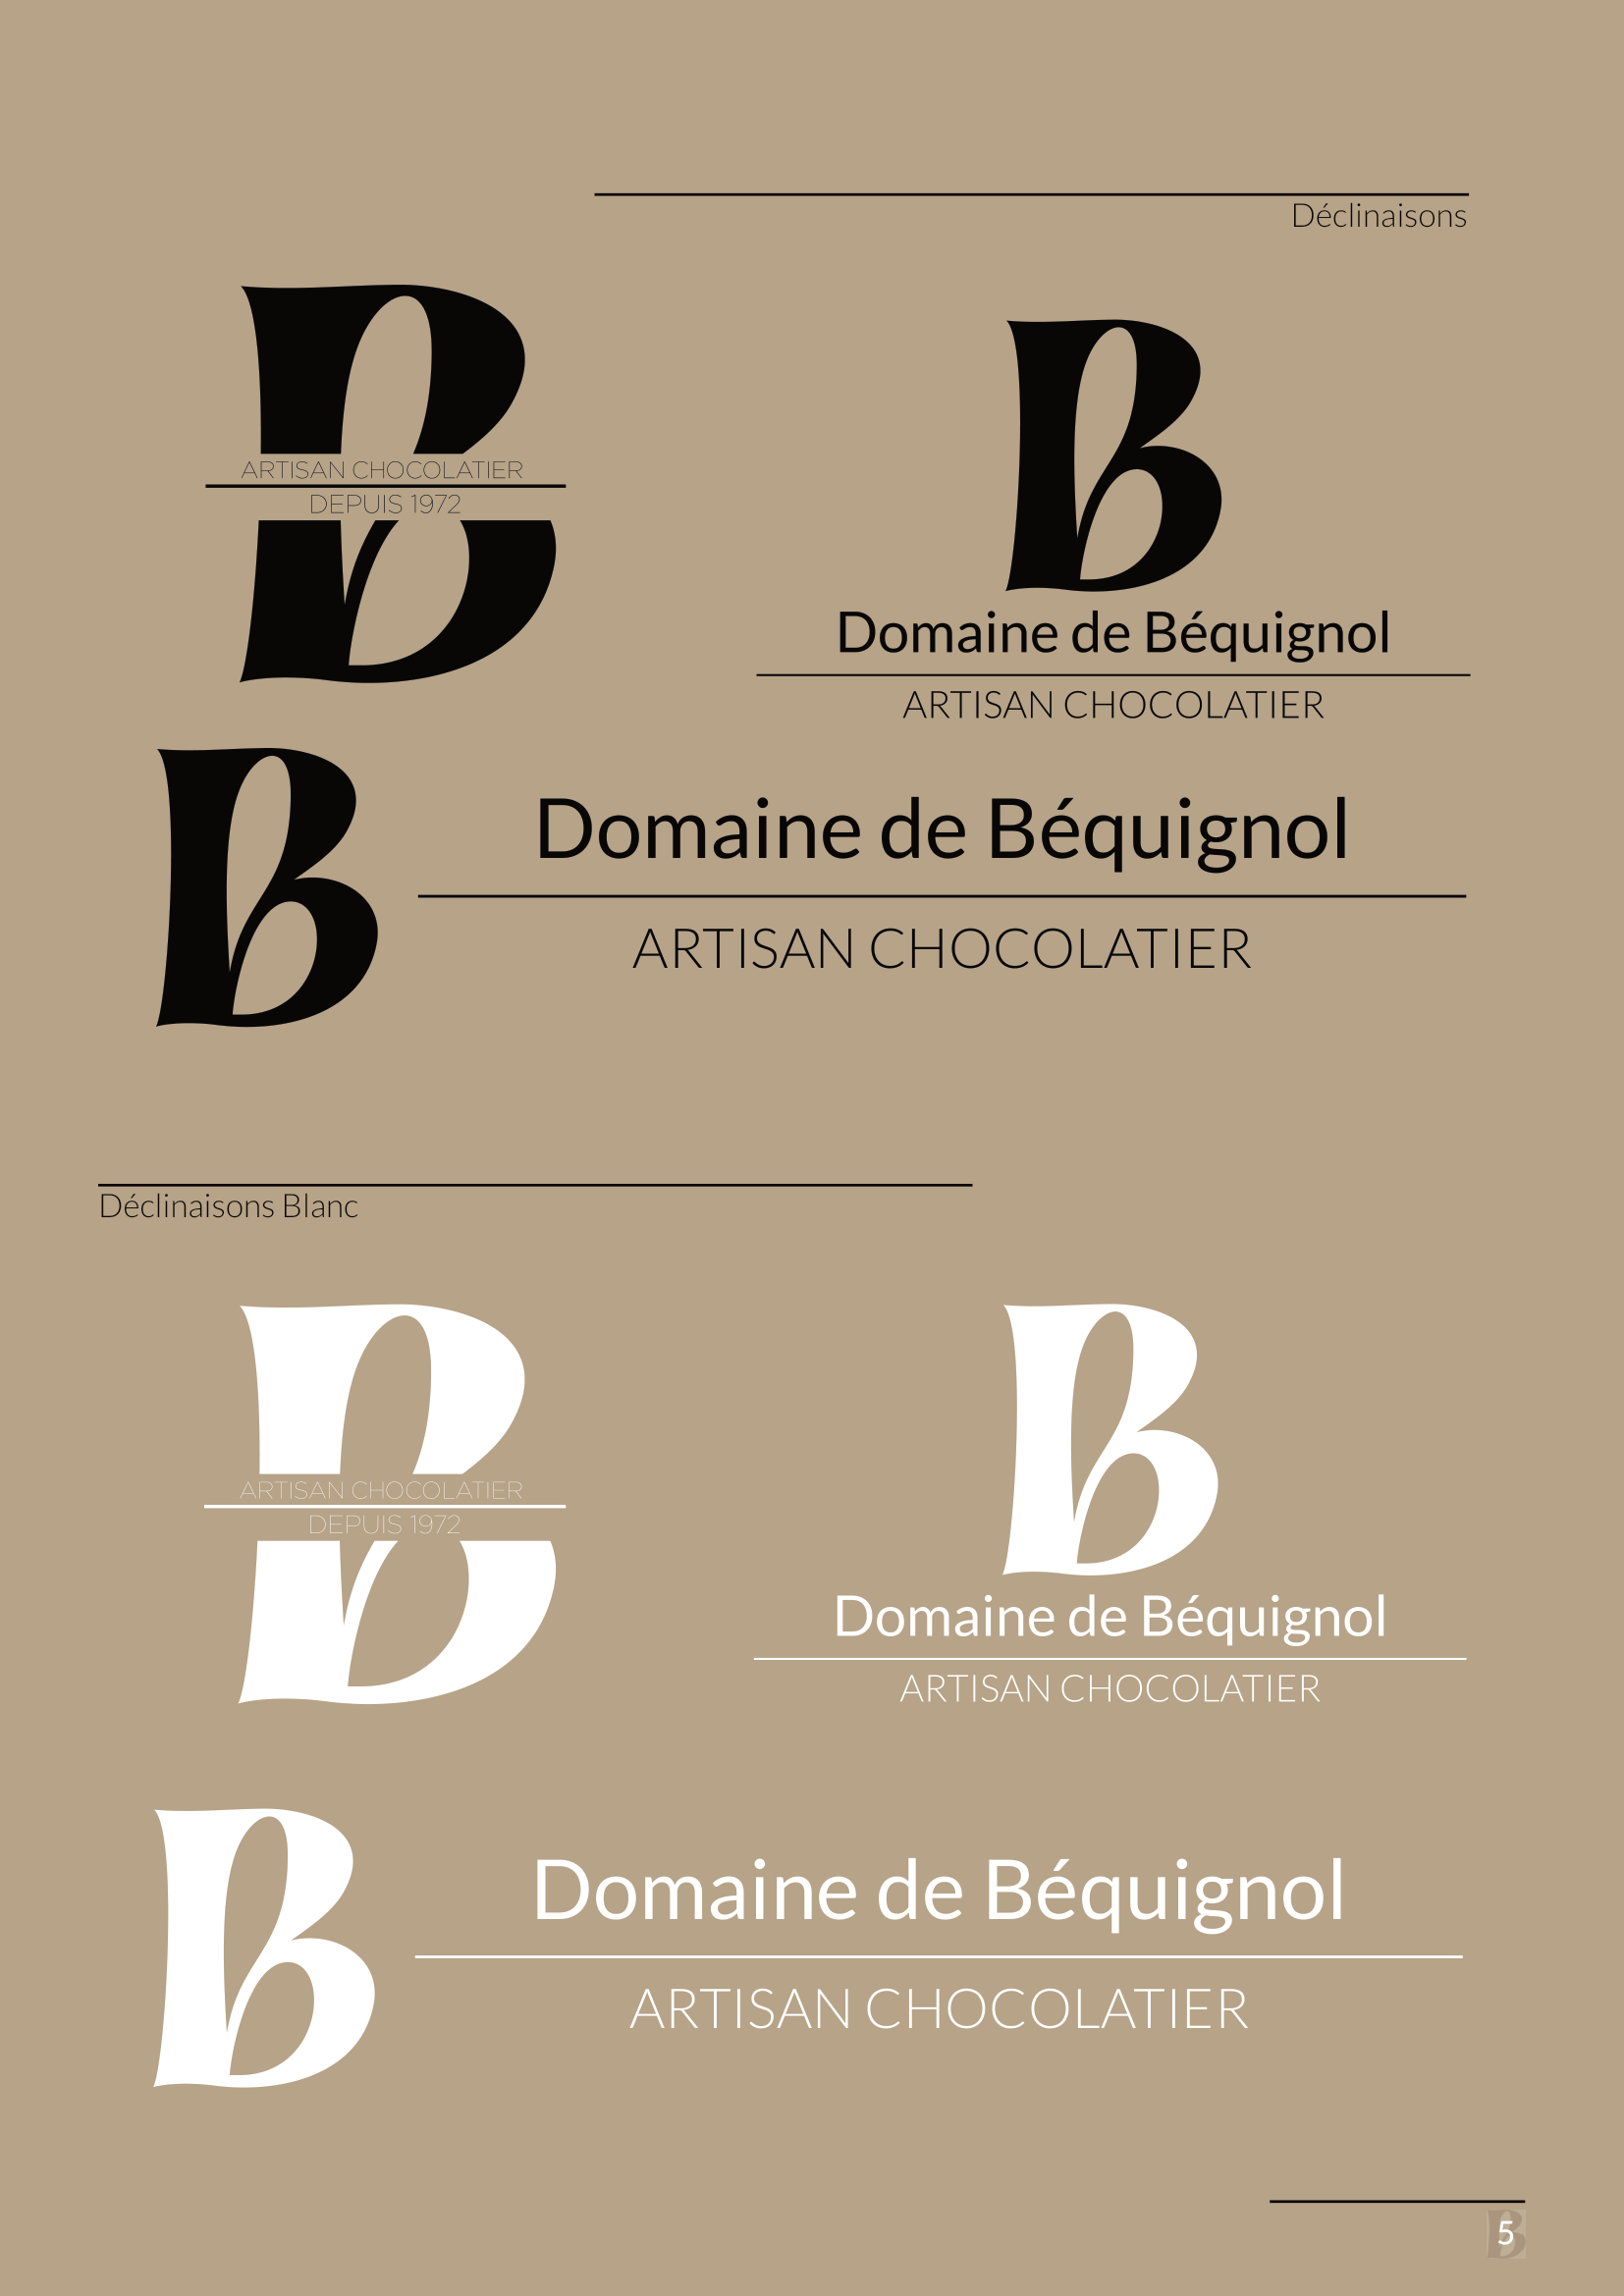 Déclinaisons
B
ARTISAN CHOCOLATIER
DEPUIS 1972
B
Domaine de Béquignol
ARTISAN CHOCOLATIER
B
Domaine de Béquignol
ARTISAN CHOCOLATIER
Déclinaisons Blanc
B
ARTISAN CHOCOLATIER
DEPUIS 1972
B
Domaine de Béquignol
ARTISAN CHOCOLATIER
B
Domaine de Béquignol
ARTISAN CHOCOLATIER
B
5